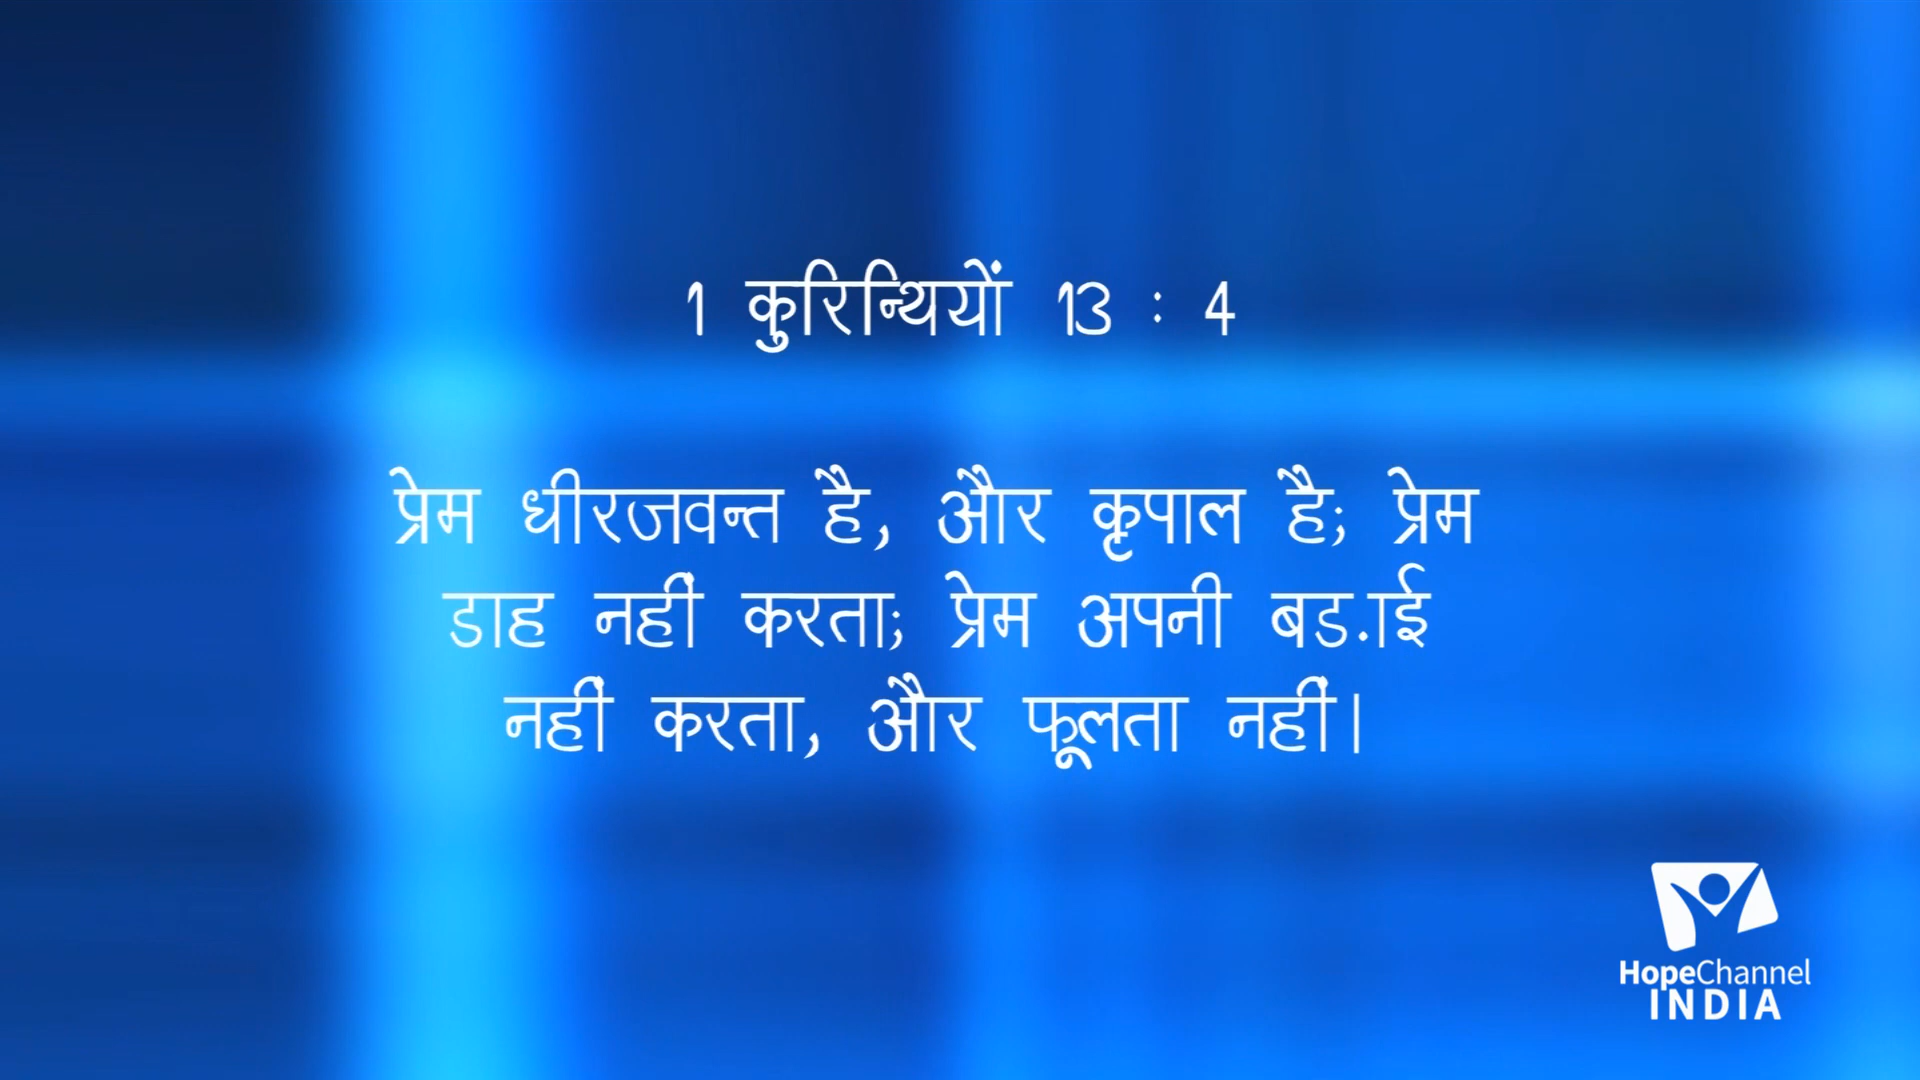 1 कुरिन्थियों 13 : 4
प्रेम धीरजवन्त है, और कृपाल है; प्रेम
डाह नहीं करता; प्रेम अपनी बड.ाई
नहीं करता, और फूलता नहीं।
HopeChannel
INDIA